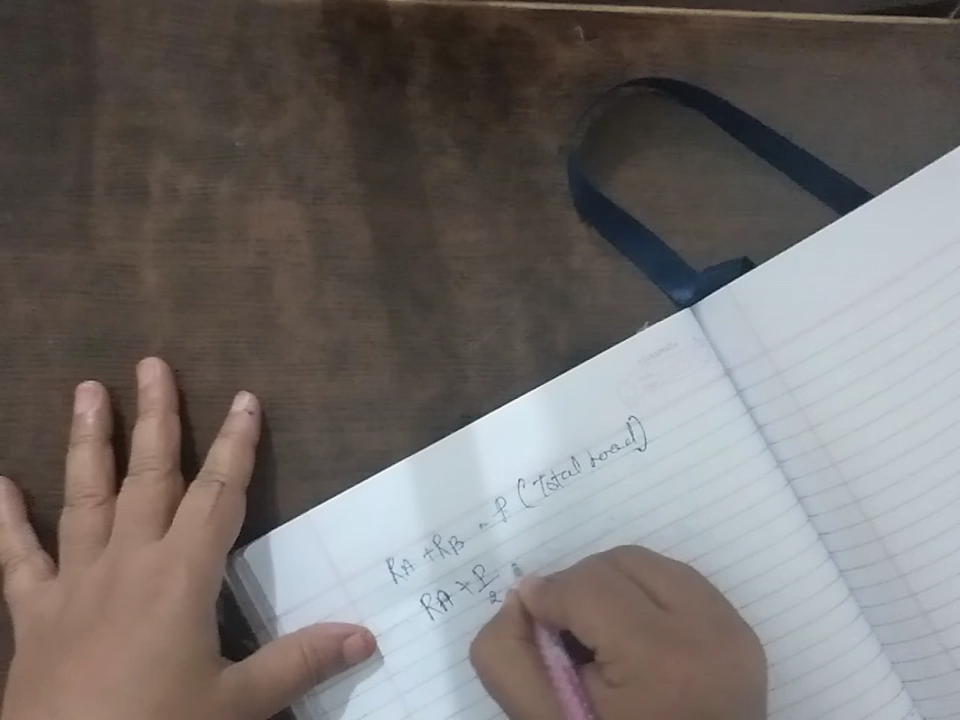 RA + RB = P (Total Load)
RA + P/2 =